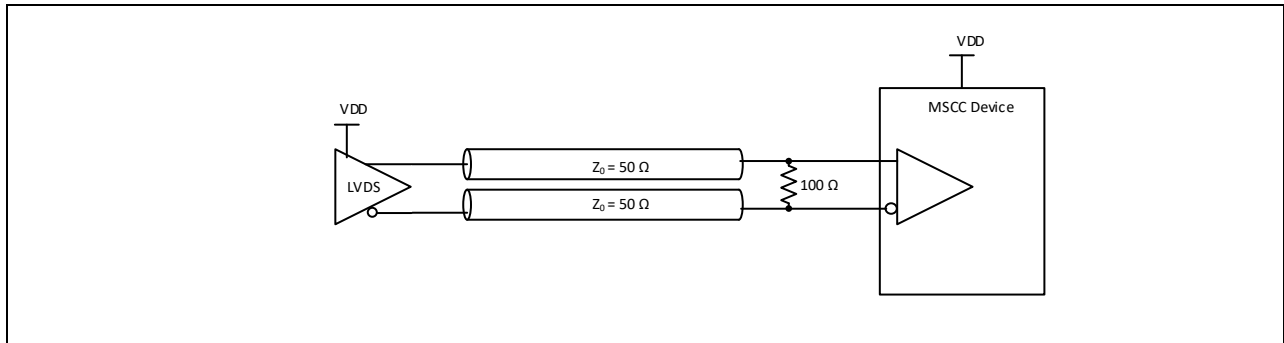 VDD
MSCC Device
VDD
LVDS
Z₀ = 50 Ω
Z₀ = 50 Ω
100 Ω